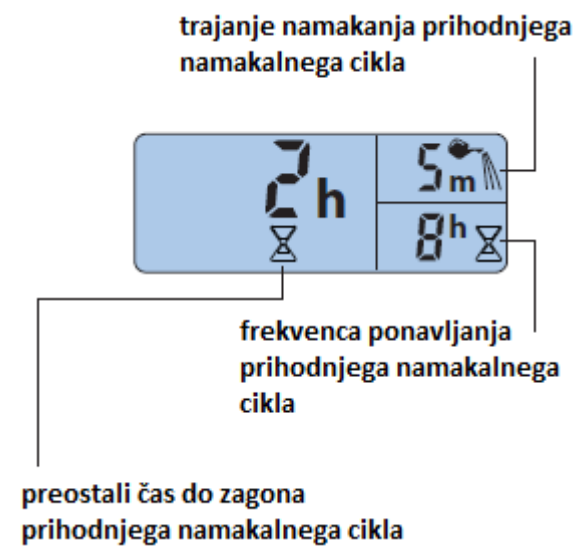 trajanje namakanja prihodnjega
namakalnega cikla
2h
5m
8h
frekvenca ponavljanja
prihodnjega namakalnega
cikla
preostali čas do zagona
prihodnjega namakalnega cikla